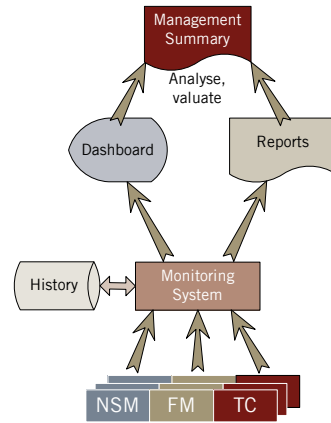 Management
Summary
Analyse,
valuate
Dashboard
Reports
History
Monitoring
System
NSM FM TC